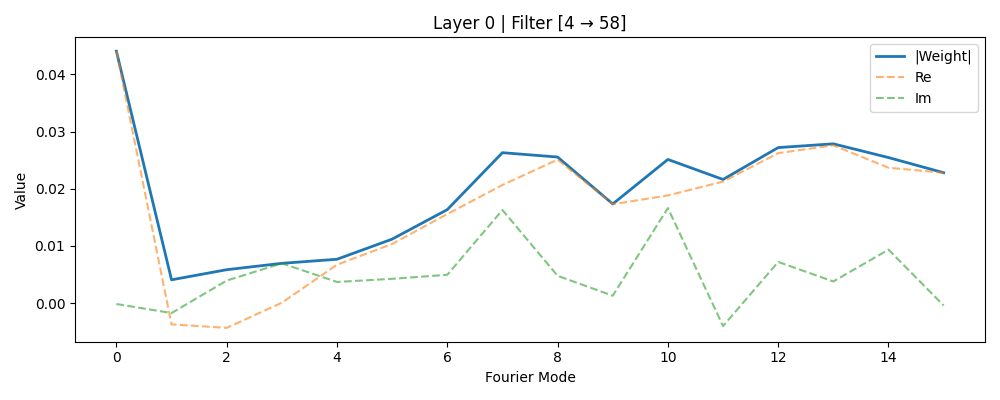 Layer 0 | Filter [4 → 58]
|Weight|
Re
Im
Value
0.04
0.03
0.02
0.01
0.00
0 2 4 6 8 10 12 14
Fourier Mode